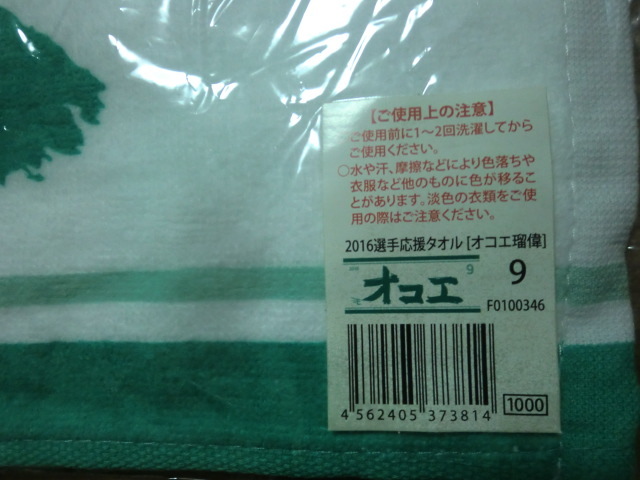 【ご使用上の注意】
ご使用前に1〜2回洗濯してから
ご使用ください。
○水や汗、摩擦などにより色落ちや
衣服など他のものに色が移るこ
とがあります。淡色の衣類をご使
用の際はご注意ください。
2016選手応援タオル [オコエ瑠偉]
9
オコエ
9
F0100346
4 562405 373814
1000